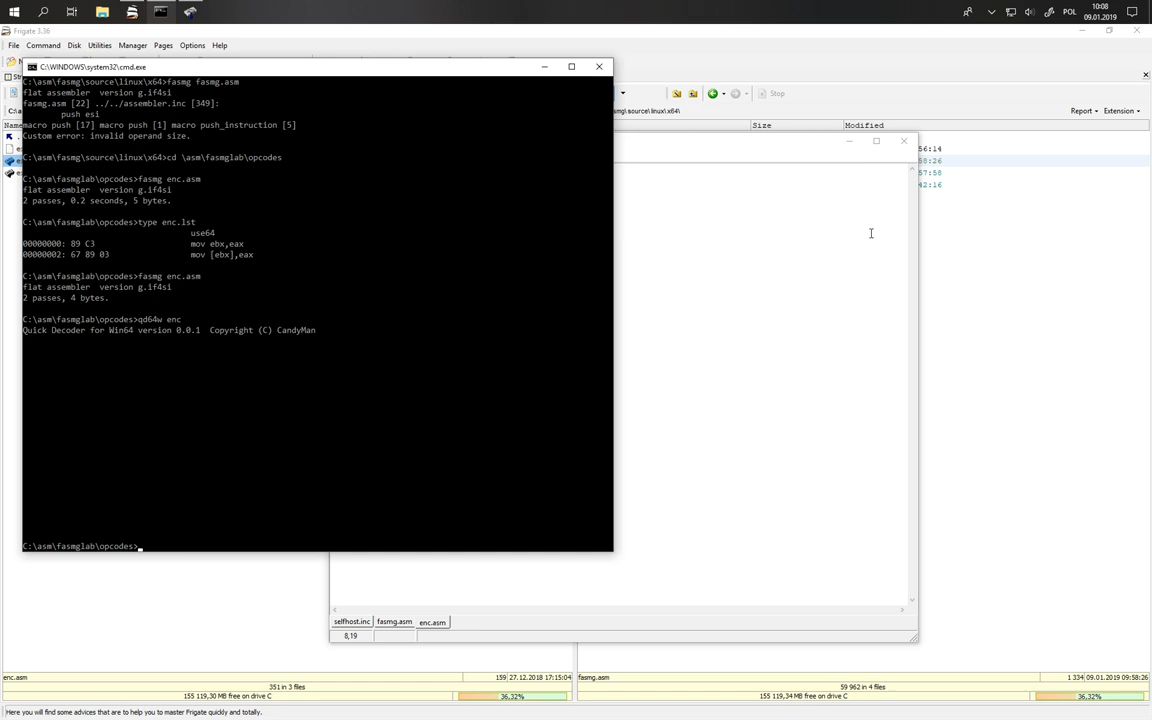 POL
10:08
09.01.2019
Frigate 3.36
File Command Disk Utilities Manager Pages Options Help
C:\WINDOWS\system32\cmd.exe
C:\asm\fasmg\source\linux\x64>fasmg fasmg.asm
flat assembler  version g.if4si
fasmg.asm [22] ../../assembler.inc [349]:
push esi
macro push [17] macro push [1] macro push_instruction [5]
Custom error: invalid operand size.
C:\asm\fasmg\source\linux\x64>cd \asm\fasmglab\opcodes
C:\asm\fasmglab\opcodes>fasmg enc.asm
flat assembler  version g.if4si
2 passes, 0.2 seconds, 5 bytes.
C:\asm\fasmglab\opcodes>type enc.lst
use64
00000000: 89 C3 mov ebx,eax
00000002: 67 89 03 mov [ebx],eax
C:\asm\fasmglab\opcodes>fasmg enc.asm
flat assembler  version g.if4si
2 passes, 4 bytes.
C:\asm\fasmglab\opcodes>qd64w enc
Quick Decoder for Win64 version 0.0.1  Copyright (C) CandyMan
C:\asm\fasmglab\opcodes>
Stop
Report Extension
Size Modified
56:14
58:26
57:58
42:16
selfhost.inc fasmg.asm enc.asm
8,19
enc.asm 159 27.12.2018 17:15:04
351 in 3 files
155 119,30 MB free on drive C 36,32%
fasmg.asm 1 334 09.01.2019 09:58:26
59 962 in 4 files
155 119,34 MB free on drive C 36,32%
Here you will find some advices that are to help you to master Frigate quickly and totally.